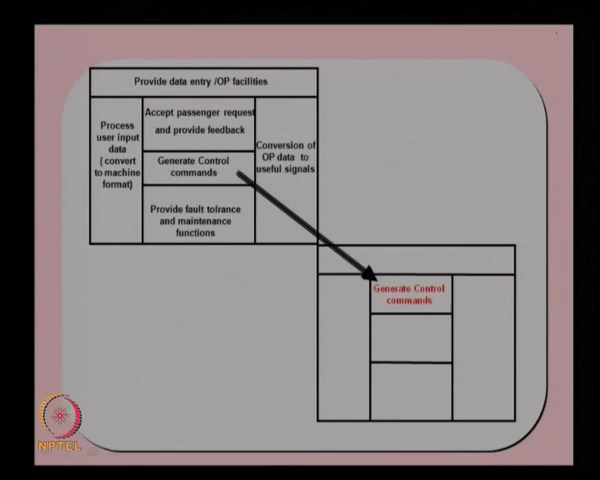 Provide data entry /OP facilities
Process
user input
data
( convert
to machine
format)
Accept passenger request
and provide feedback
Generate Control
commands
Provide fault tolrance
and maintenance
functions
Conversion of
OP data to
useful signals
Generate Control
commands
NPTEL